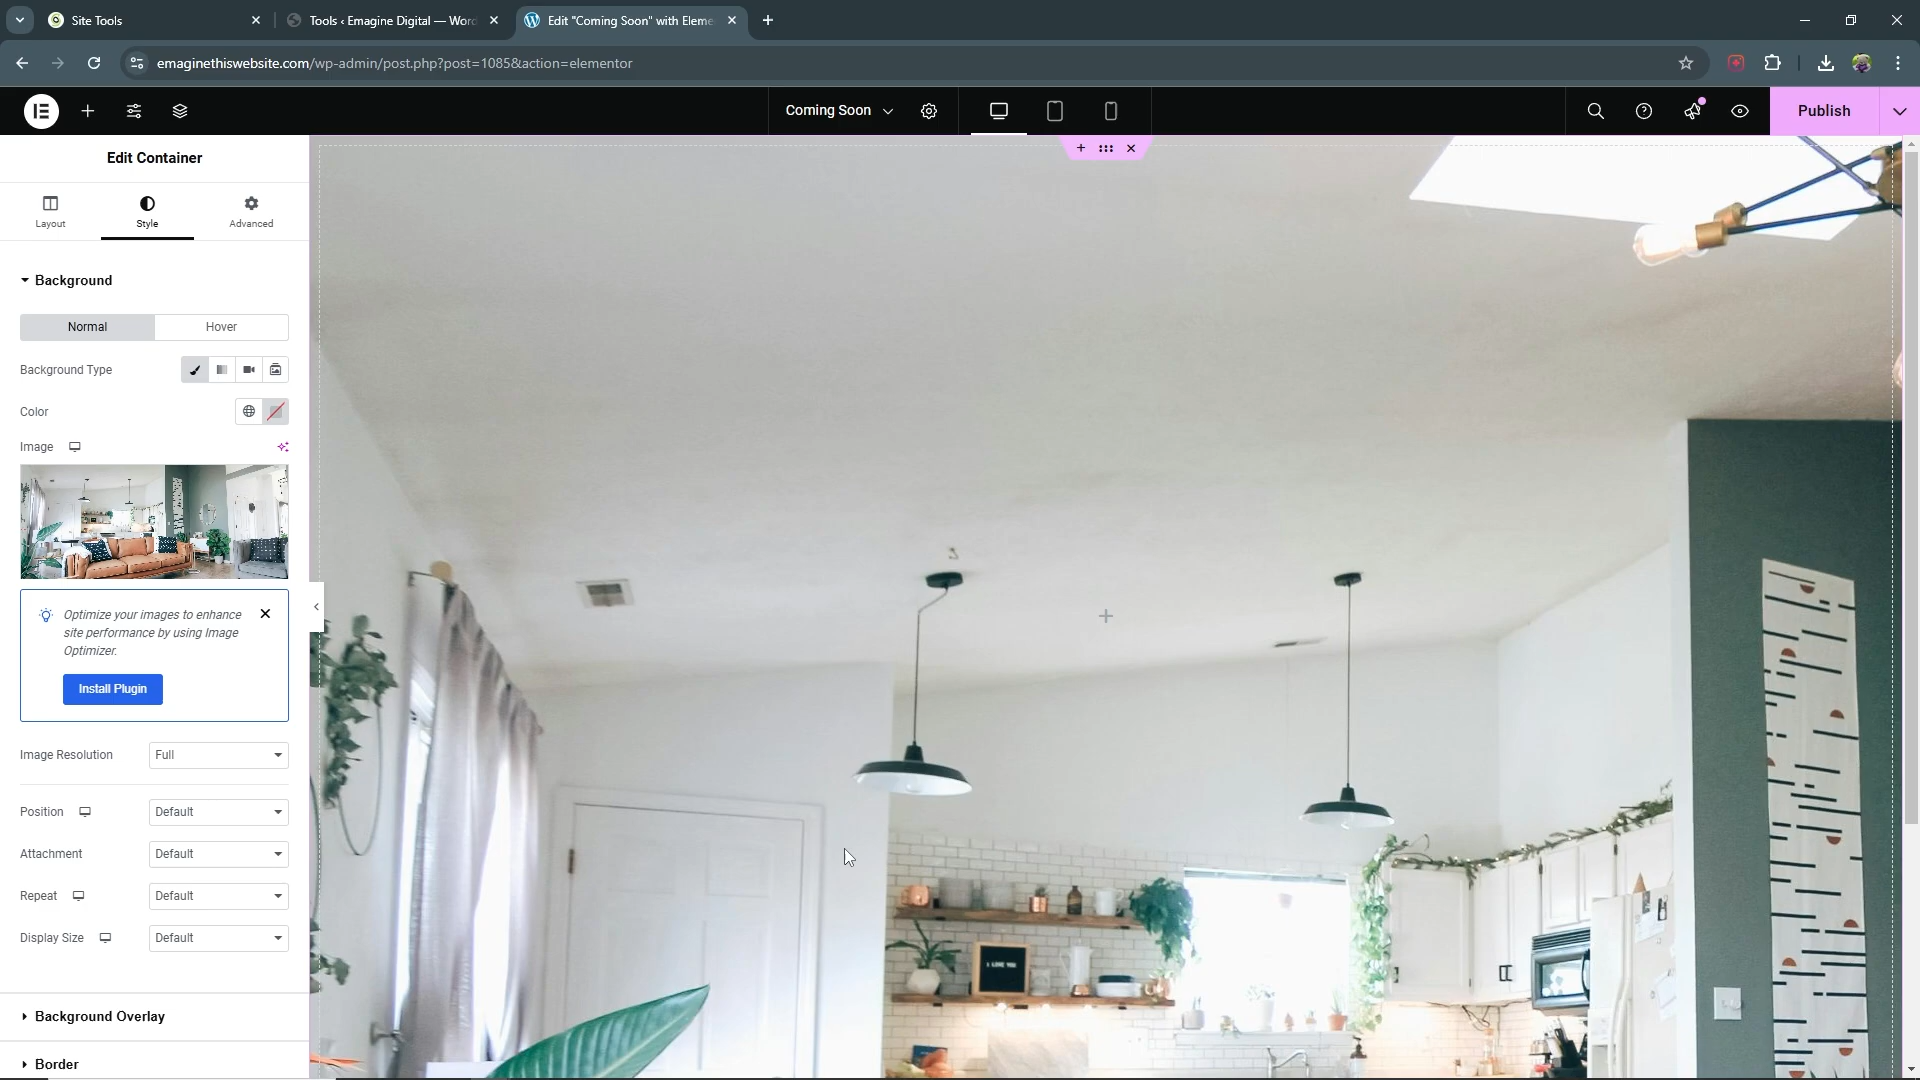 Site Tools
Tools ‹ Emagine Digital — Word
Edit "Coming Soon" with Eleme
emaginethiswebsite.com/wp-admin/post.php?post=1085&action=elementor
Coming Soon
Publish
Edit Container
Layout
Style
Advanced
Background
Normal
Hover
Background Type
Color
Image
Optimize your images to enhance
site performance by using Image
Optimizer.
Install Plugin
Image Resolution
Full
Position
Default
Attachment
Default
Repeat
Default
Display Size
Default
Background Overlay
Border
I LOVE YOU